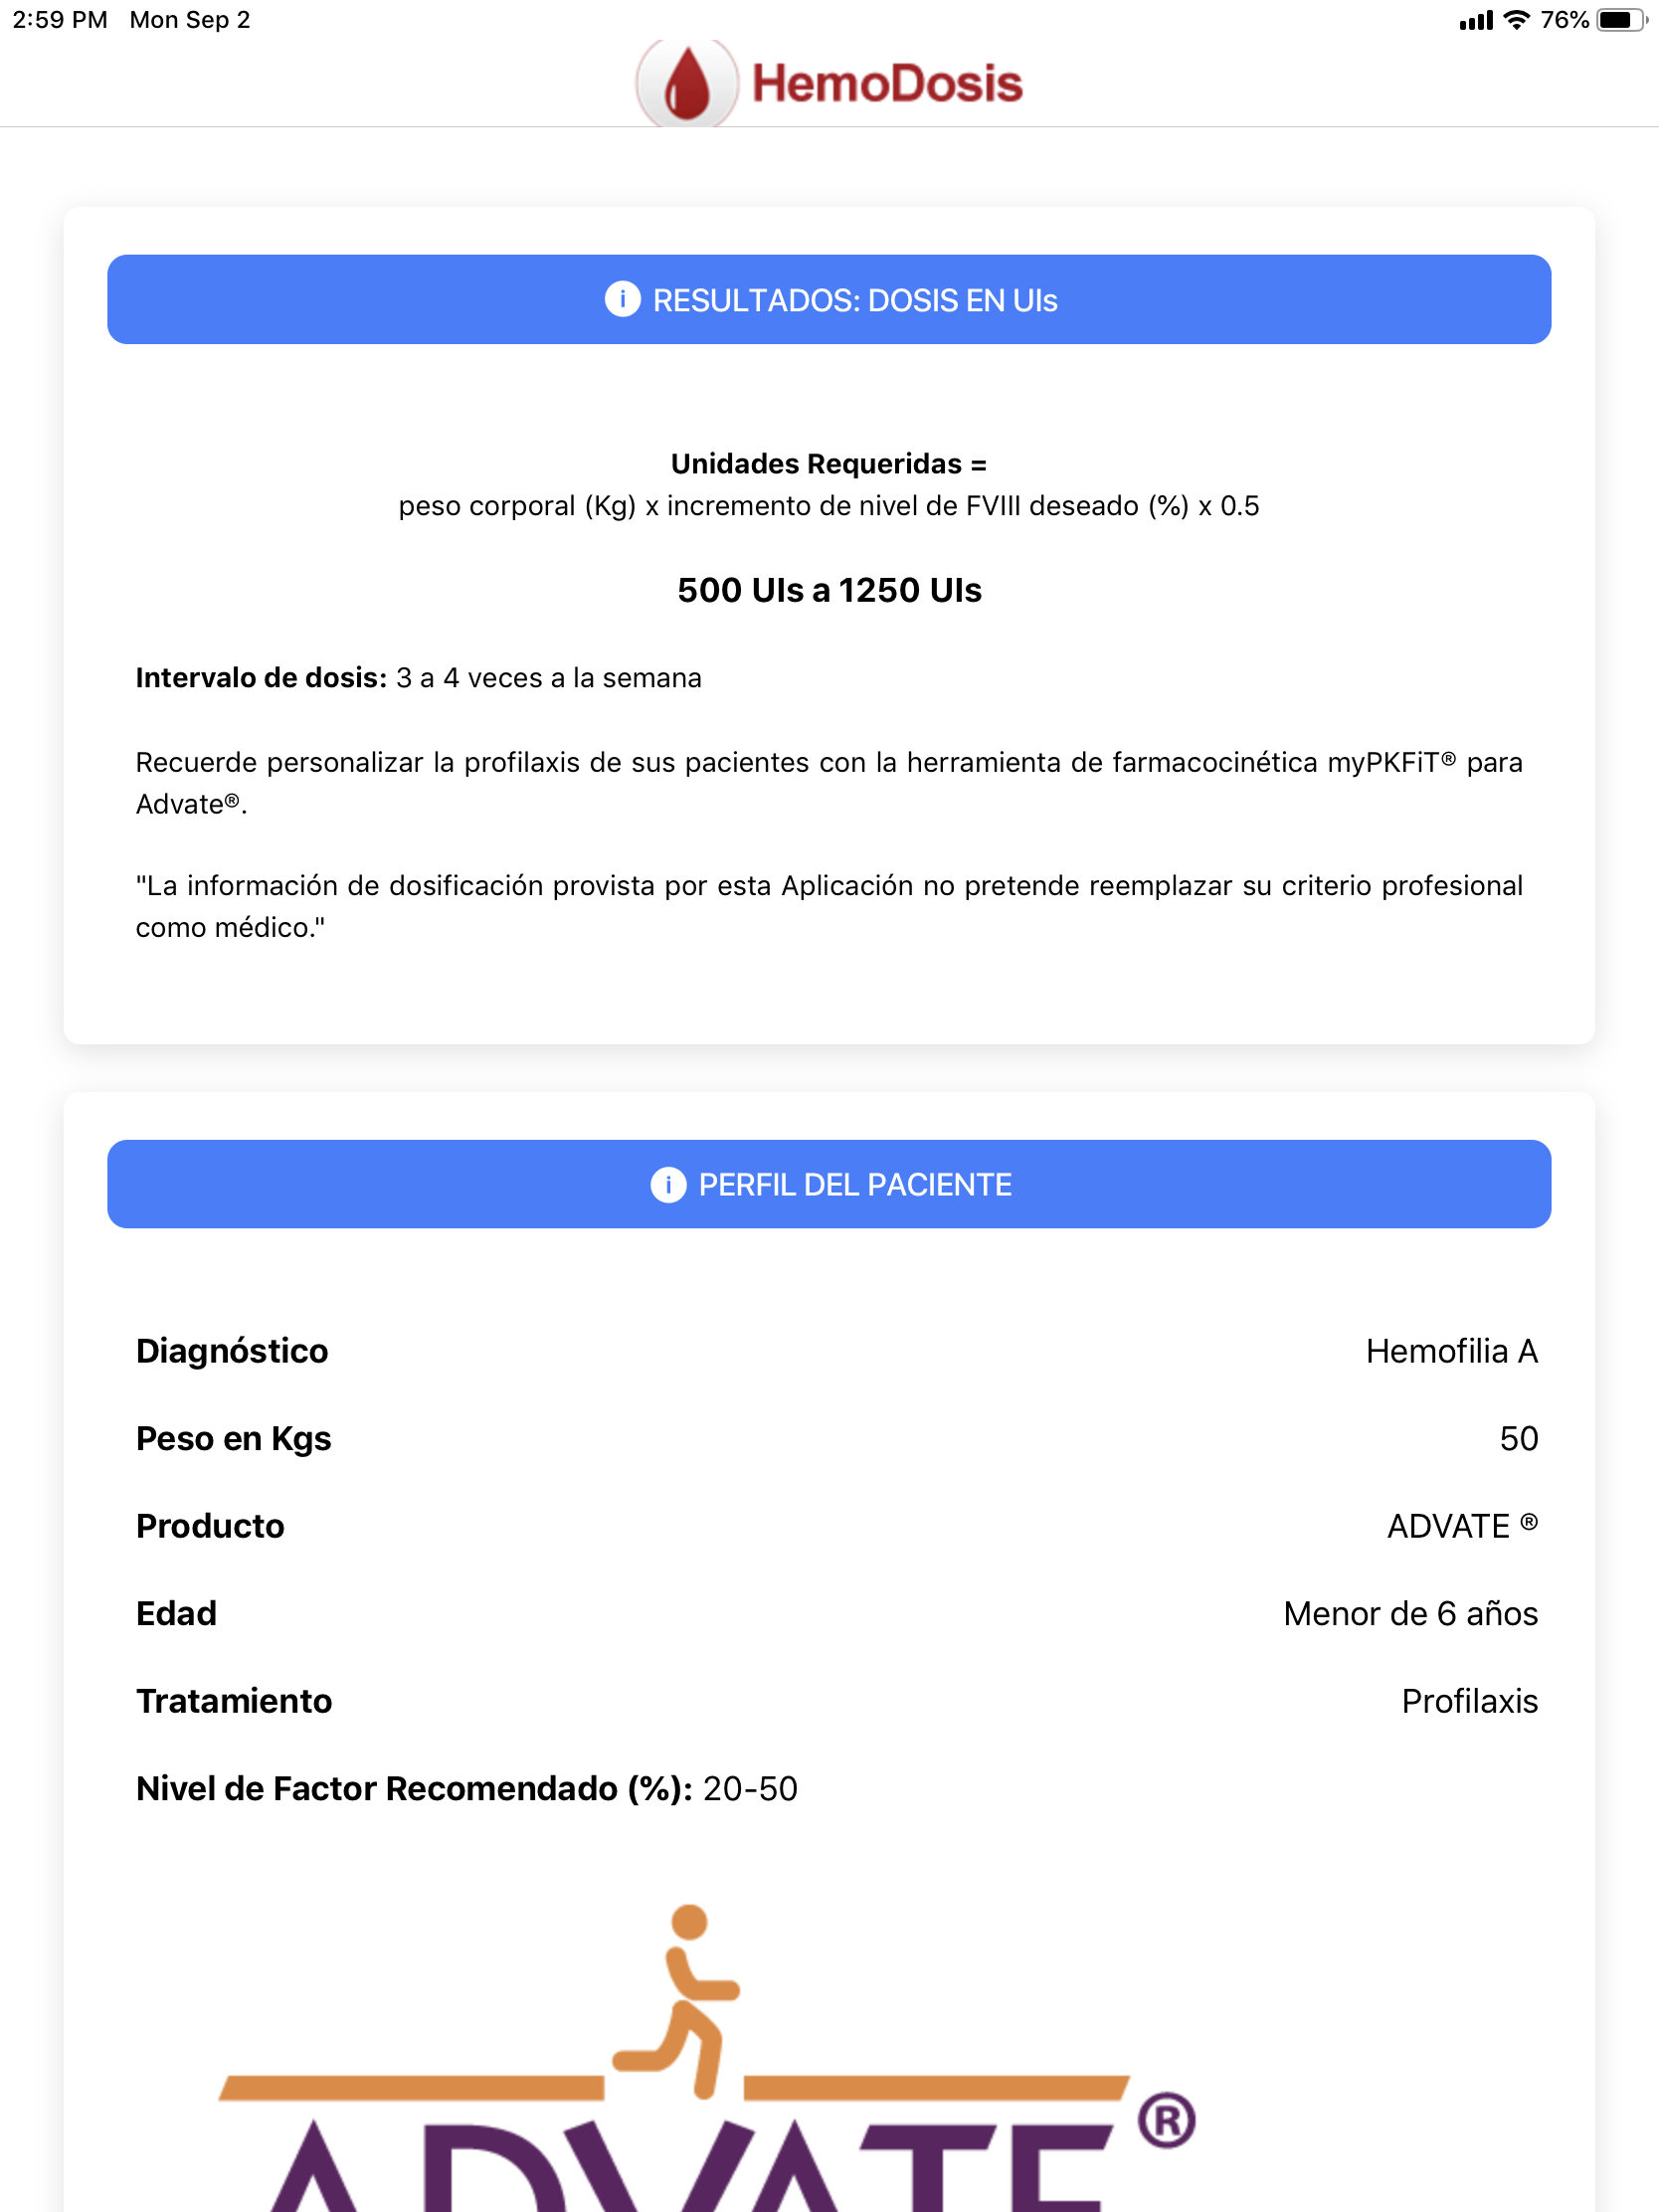 2:59 PM Mon Sep 2 76%
HemoDosis
RESULTADOS: DOSIS EN UIs
Unidades Requeridas =
peso corporal (Kg) x incremento de nivel de FVIII deseado (%) x 0.5
500 UIs a 1250 UIs
Intervalo de dosis: 3 a 4 veces a la semana
Recuerde personalizar la profilaxis de sus pacientes con la herramienta de farmacocinética myPKFiT® para
Advate®.
"La información de dosificación provista por esta Aplicación no pretende reemplazar su criterio profesional
como médico."
PERFIL DEL PACIENTE
Diagnóstico Hemofilia A
Peso en Kgs 50
Producto ADVATE ®
Edad Menor de 6 años
Tratamiento Profilaxis
Nivel de Factor Recomendado (%): 20-50
ADVATE®